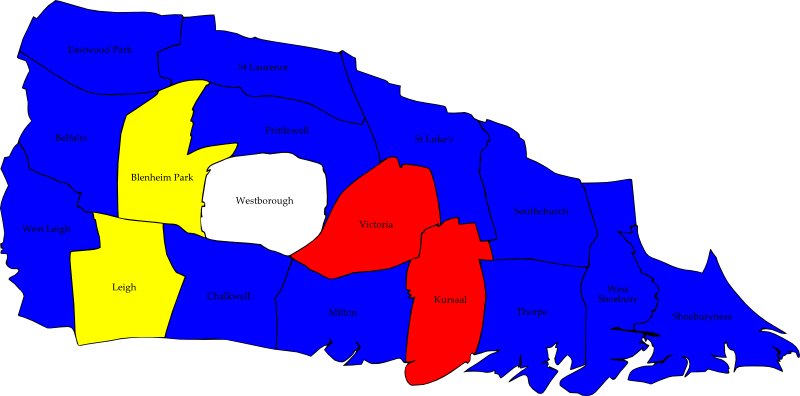 Eastwood Park
St Laurence
Belfairs
Prittlewell
St Luke's
Blenheim Park
Westborough
Southchurch
Victoria
West Leigh
Leigh
Chalkwell
Milton
Kursaal
Thorpe
West
Shoebury
Shoeburyness